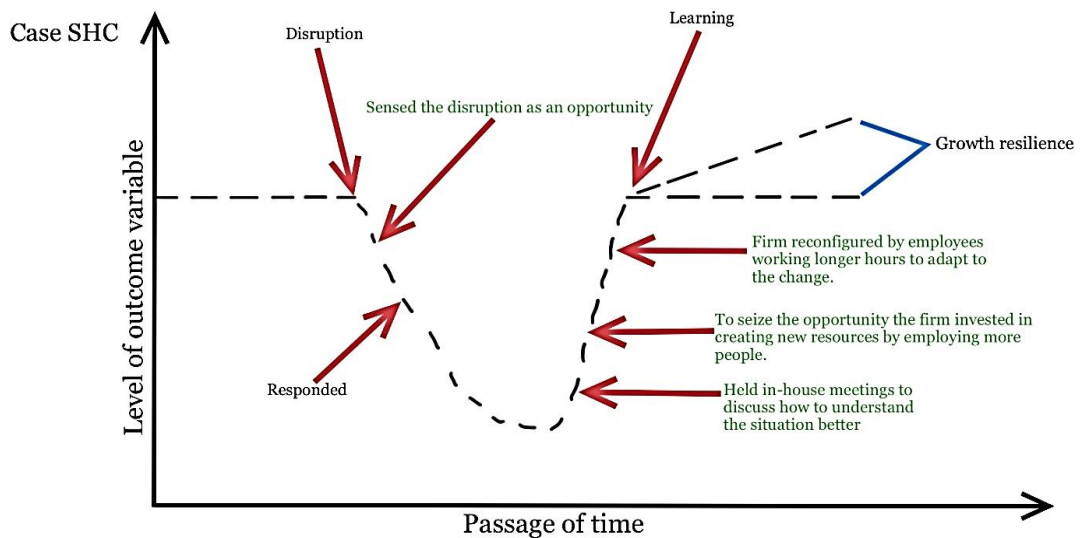 Case SHC
Disruption
Learning
Sensed the disruption as an opportunity
Growth resilience
Level of outcome variable
Firm reconfigured by employees
working longer hours to adapt to
the change.
To seize the opportunity the firm invested in
creating new resources by employing more
people.
Responded
Held in-house meetings to
discuss how to understand
the situation better
Passage of time